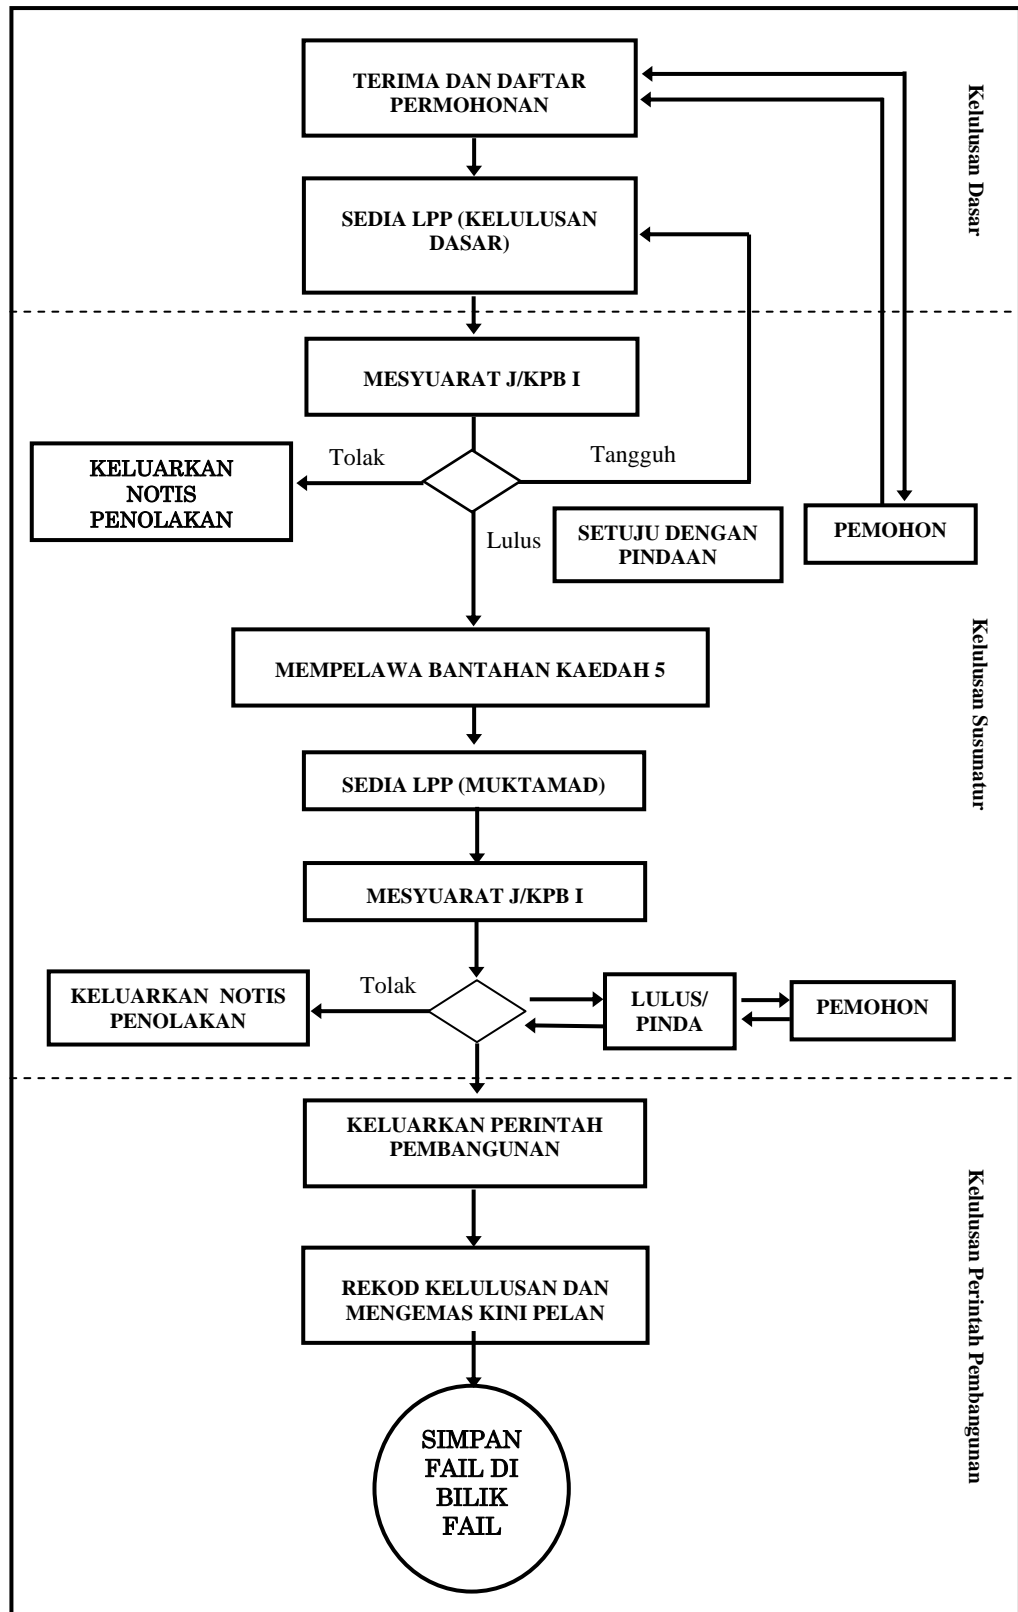 TERIMA DAN DAFTAR
PERMOHONAN
Kelulusan Dasar
SEDIA LPP (KELULUSAN
DASAR)
MESYUARAT J/KPB I
Tolak
Tangguh
KELUARKAN
NOTIS
PENOLAKAN
Lulus
SETUJU DENGAN
PINDAAN
PEMOHON
Kelulusan Susunatur
MEMPELAWA BANTAHAN KAEDAH 5
SEDIA LPP (MUKTAMAD)
MESYUARAT J/KPB I
Tolak
KELUARKAN NOTIS
PENOLAKAN
LULUS/
PINDA
PEMOHON
KELUARKAN PERINTAH
PEMBANGUNAN
Kelulusan Perintah Pembangunan
REKOD KELULUSAN DAN
MENGEMAS KINI PELAN
SIMPAN
FAIL DI
BILIK
FAIL